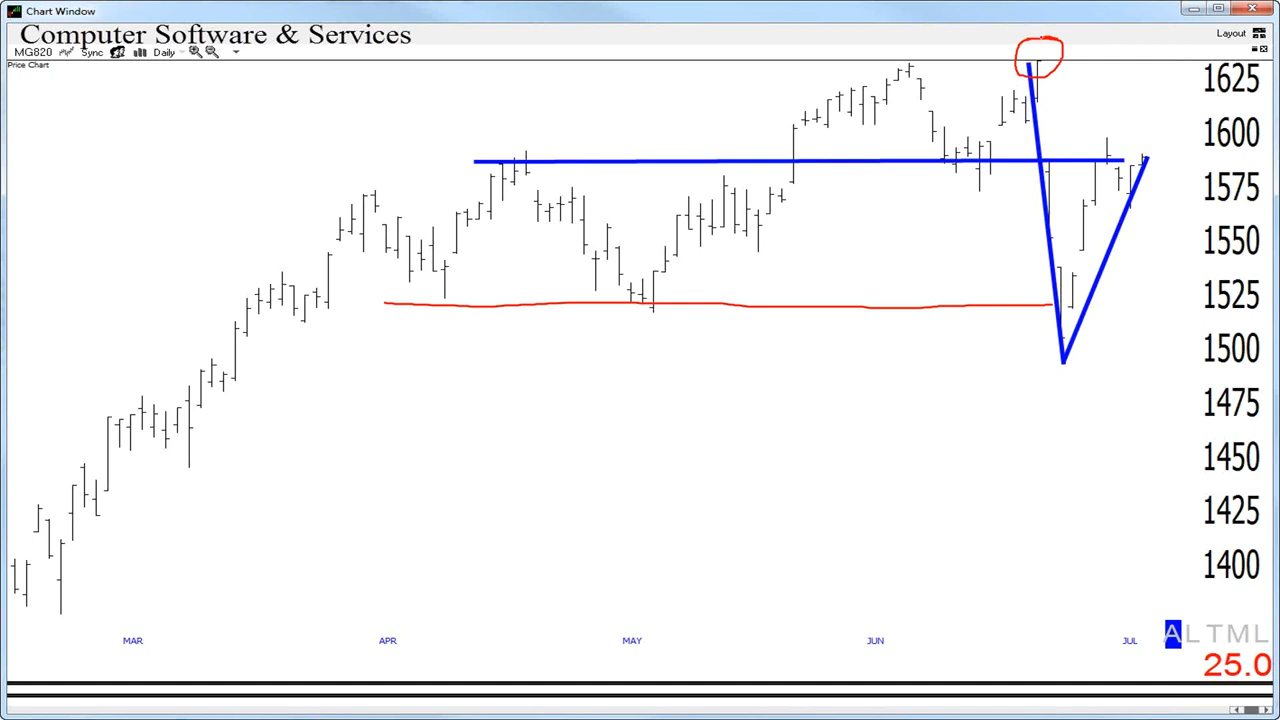 Chart Window
Computer Software & Services
Layout
MG820 Sync Daily
Price Chart
1625
1600
1575
1550
1525
1500
1475
1450
1425
1400
MAR APR MAY JUN JUL
ALTML
25.0